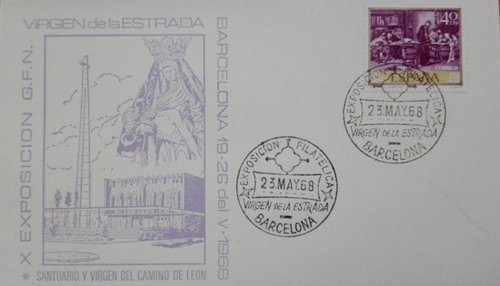 VIRGEN de la ESTRADA
X EXPOSICION G.F.N.
BARCELONA 19-26 del V-1968
* SANTUARIO Y VIRGEN DEL CAMINO DE LEON
40 CTS
CORREOS
ESPAÑA
EXPOSICION FILATELICA
23.MAY.68
VIRGEN DE LA ESTRADA
BARCELONA
EXPOSICION FILATELICA
23.MAY.68
VIRGEN DE LA ESTRADA
BARCELONA